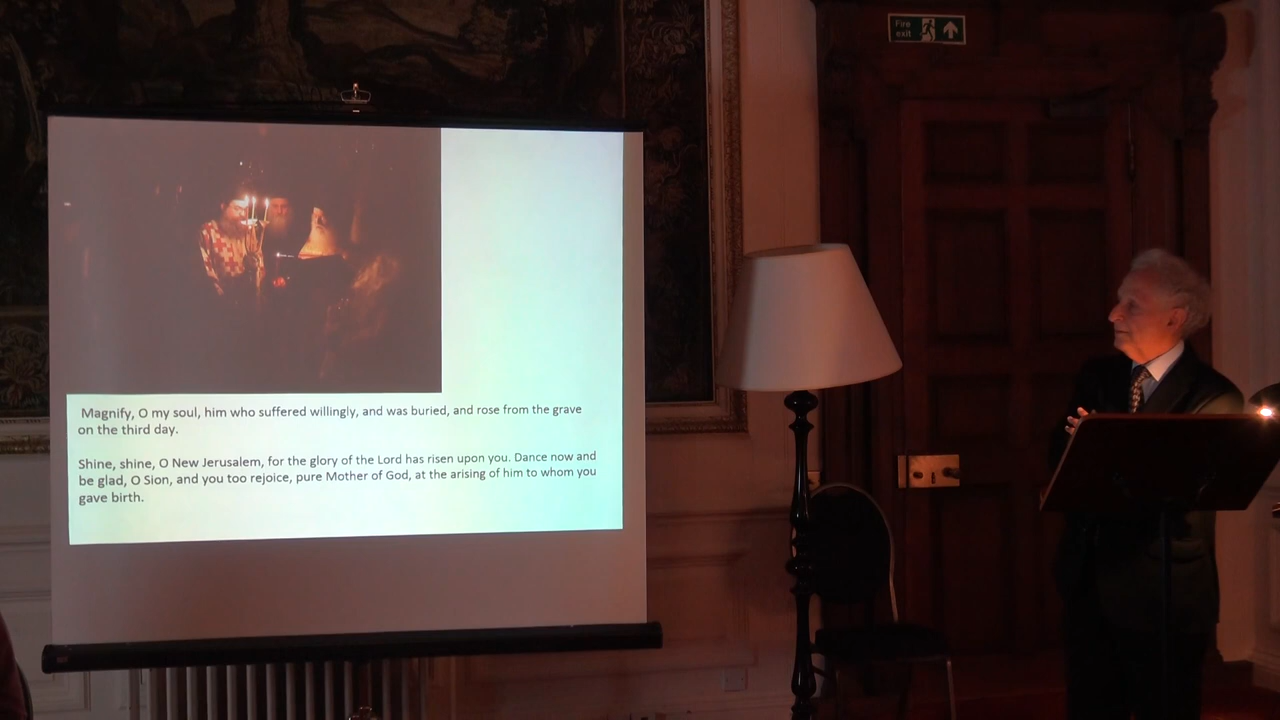 Fire
exit
Magnify, O my soul, him who suffered willingly, and was buried, and rose from the grave
on the third day.
Shine, shine, O New Jerusalem, for the glory of the Lord has risen upon you. Dance now and
be glad, O Sion, and you too rejoice, pure Mother of God, at the arising of him to whom you
gave birth.